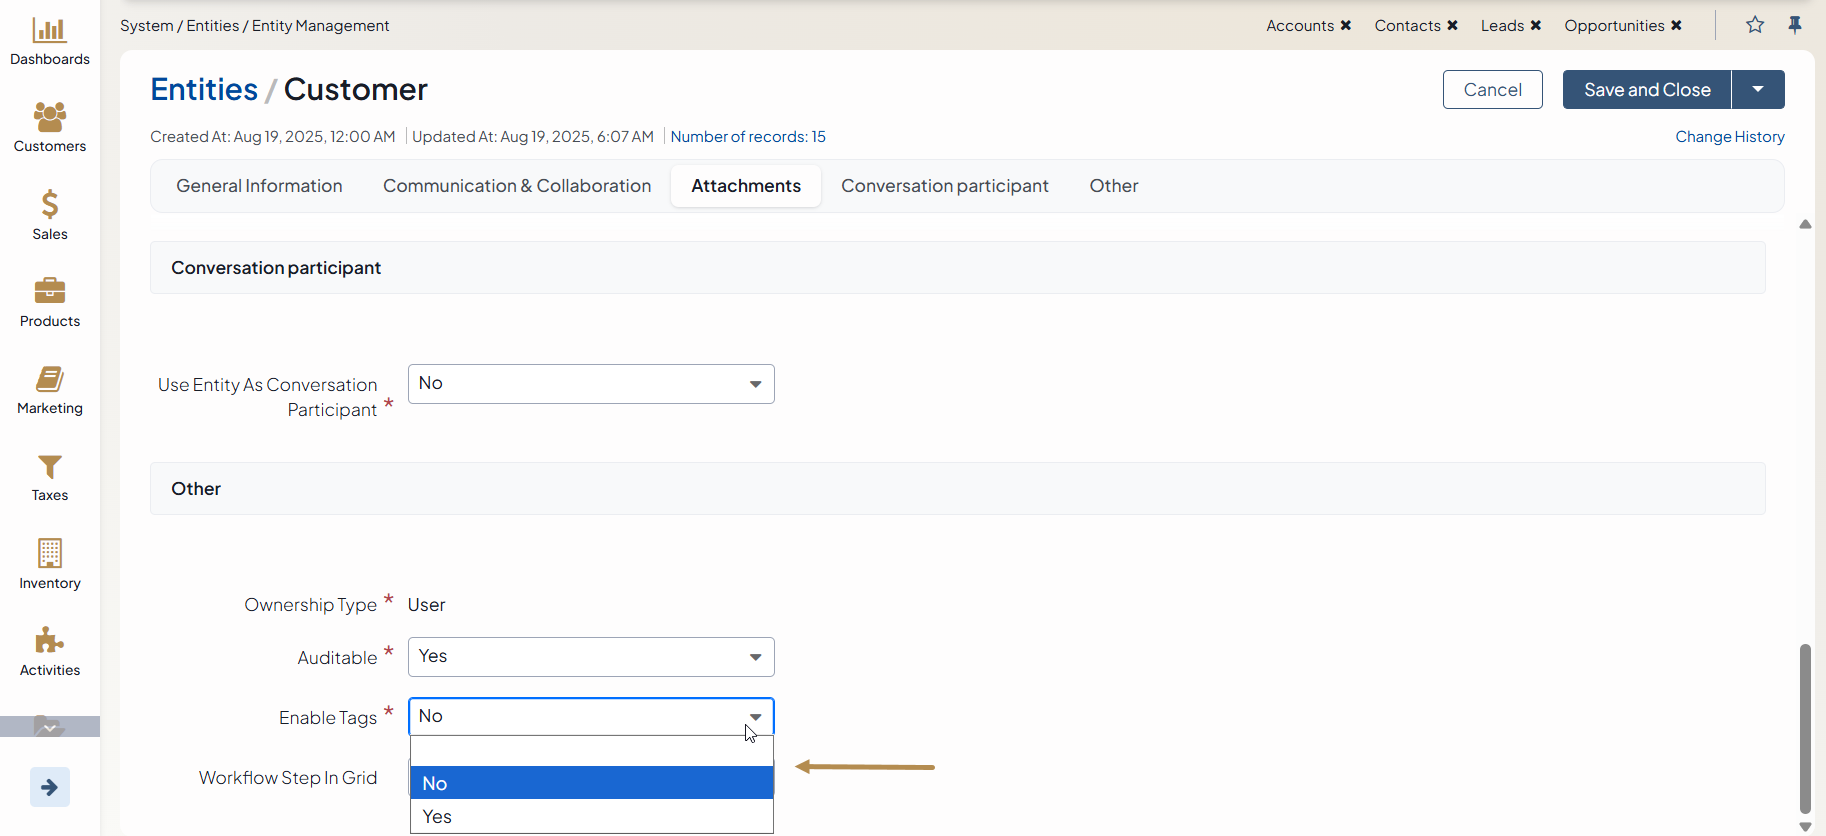 System / Entities / Entity Management
Accounts ✖ Contacts ✖ Leads ✖ Opportunities ✖
Dashboards
Customers
Sales
Products
Marketing
Taxes
Inventory
Activities
Entities / Customer
Cancel
Save and Close
Created At: Aug 19, 2025, 12:00 AM | Updated At: Aug 19, 2025, 6:07 AM | Number of records: 15
Change History
General Information
Communication & Collaboration
Attachments
Conversation participant
Other
Conversation participant
Use Entity As Conversation
Participant *
No
Other
Ownership Type * User
Auditable * Yes
Enable Tags * No
Workflow Step In Grid
No
Yes